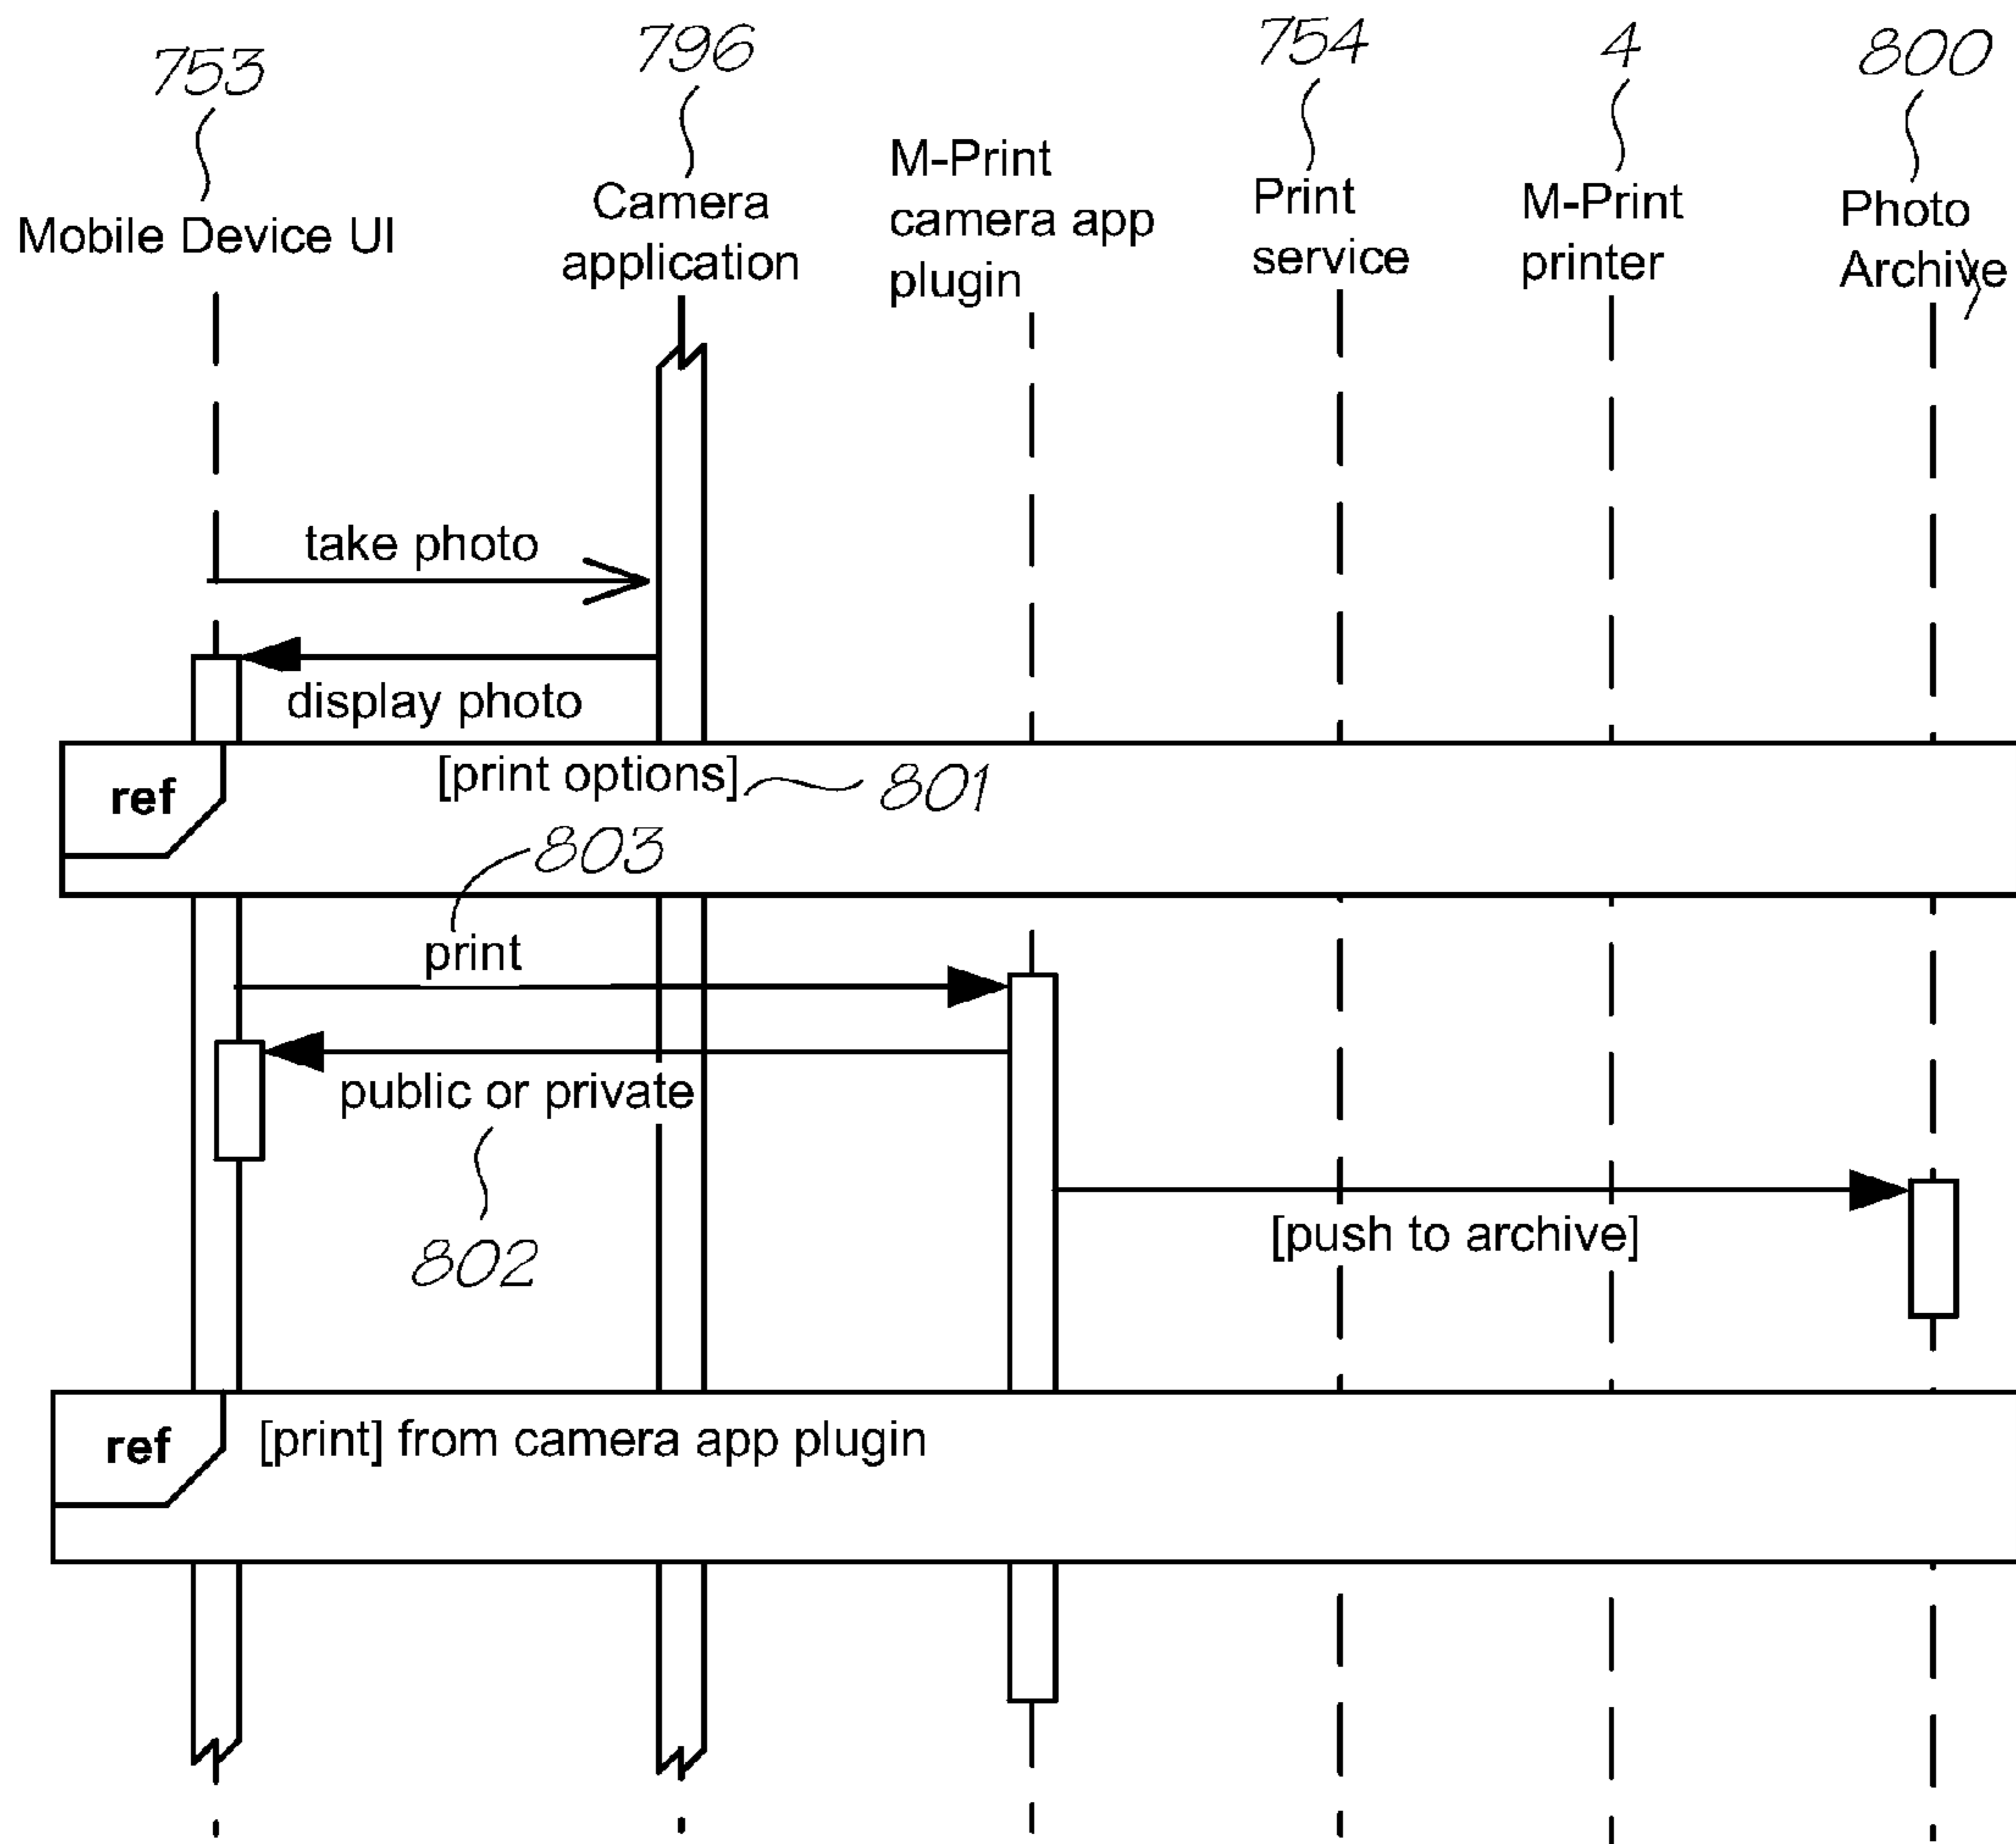 753
796
754
4
800
Mobile Device UI
Camera
application
M-Print
camera app
plugin
Print
service
M-Print
printer
Photo
Archive
take photo
display photo
ref
[print options]
801
803
print
public or private
802
[push to archive]
ref
[print] from camera app plugin